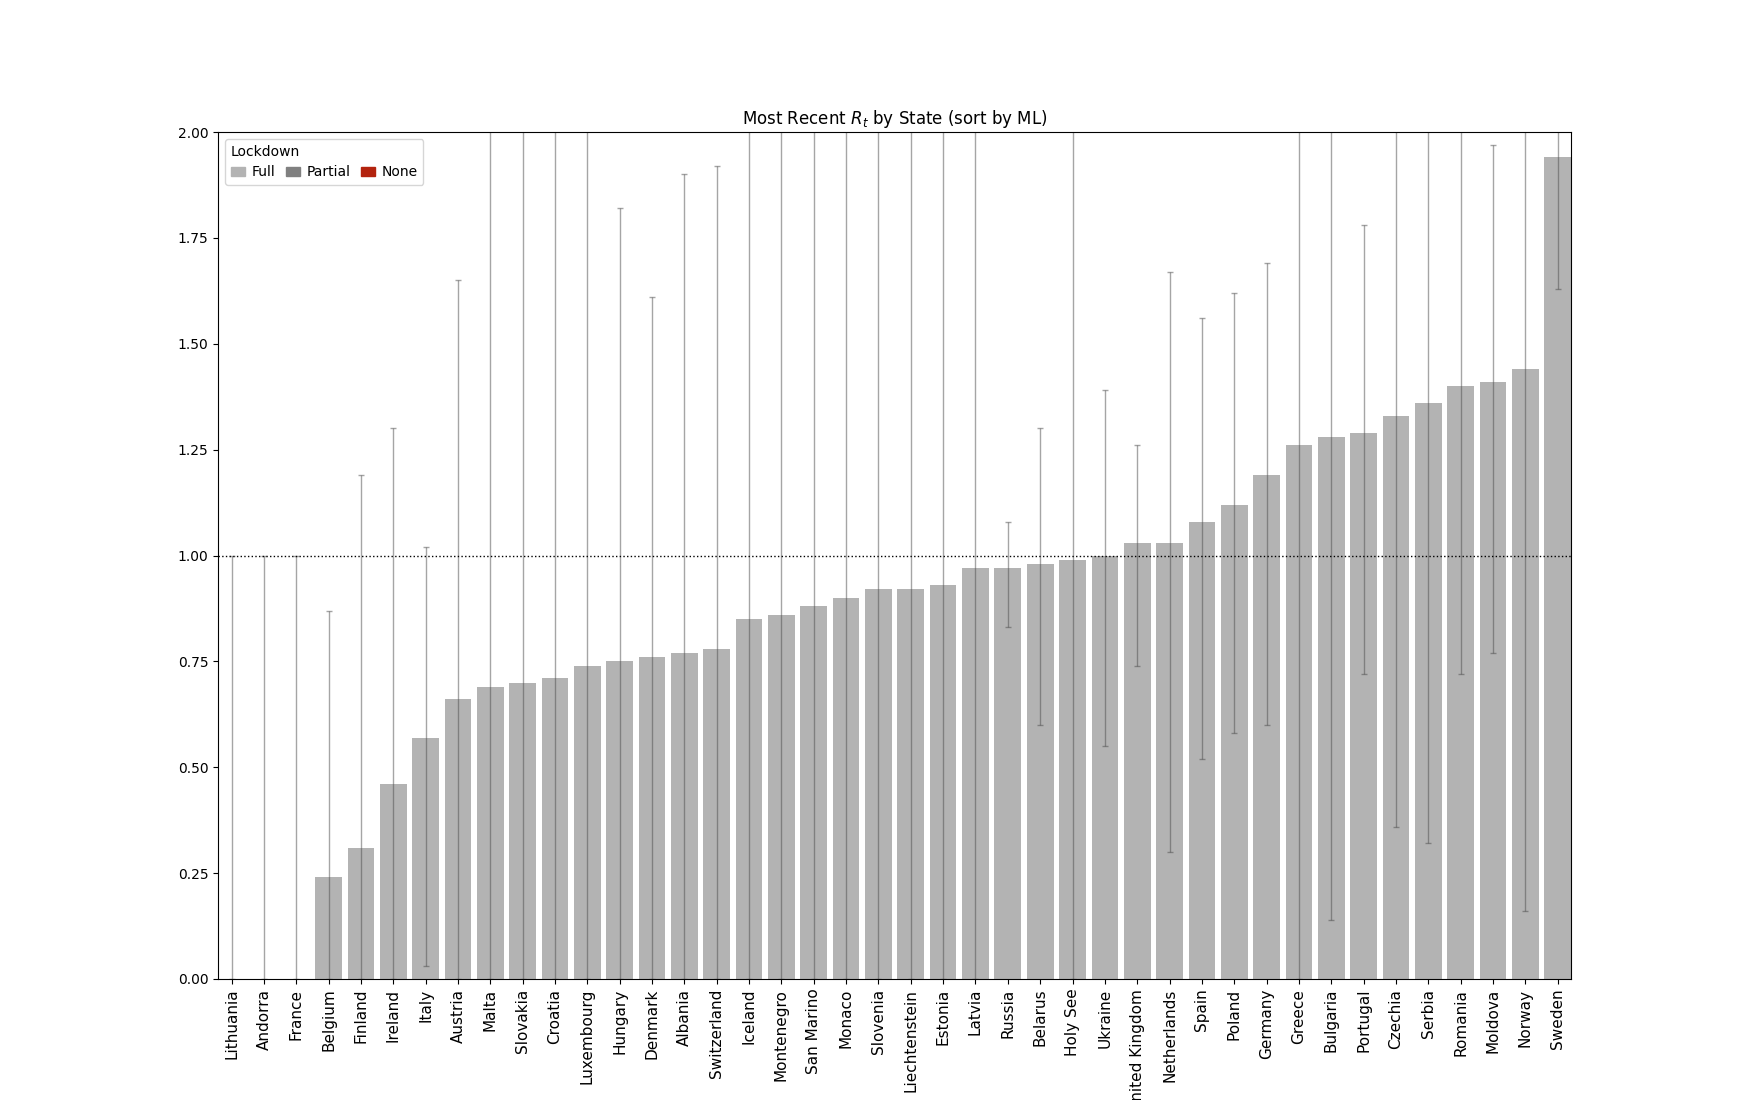 Most Recent R_t by State (sort by ML)
2.00
Lockdown
Full Partial None
1.75
1.50
1.25
1.00
0.75
0.50
0.25
0.00
Lithuania
Andorra
France
Belgium
Finland
Ireland
Italy
Austria
Malta
Slovakia
Croatia
Luxembourg
Hungary
Denmark
Albania
Switzerland
Iceland
Montenegro
San Marino
Monaco
Slovenia
Liechtenstein
Estonia
Latvia
Russia
Belarus
Holy See
Ukraine
nited Kingdom
Netherlands
Spain
Poland
Germany
Greece
Bulgaria
Portugal
Czechia
Serbia
Romania
Moldova
Norway
Sweden